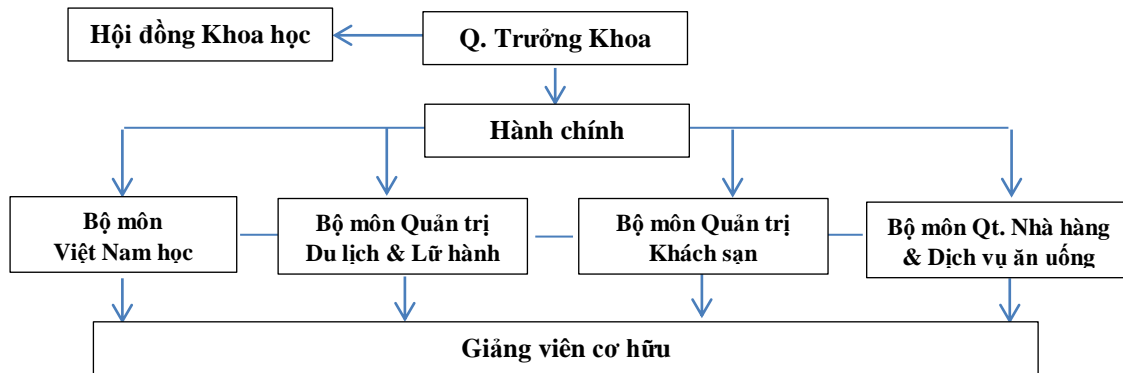 Hội đồng Khoa học
Q. Trưởng Khoa
Hành chính
Bộ môn
Việt Nam học
Bộ môn Quản trị
Du lịch & Lữ hành
Bộ môn Quản trị
Khách sạn
Bộ môn Qt. Nhà hàng
& Dịch vụ ăn uống
Giảng viên cơ hữu